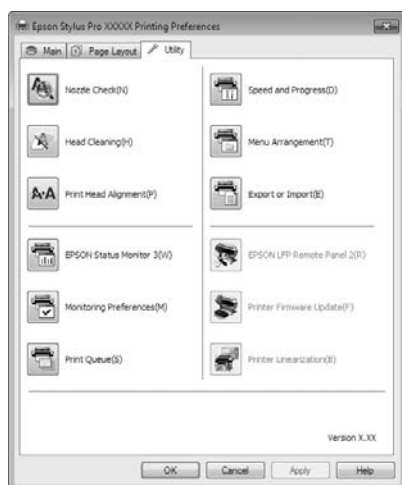 Epson Stylus Pro XXXXX Printing Preferences
Main Page Layout Utility
Nozzle Check(N)
Speed and Progress(D)
Head Cleaning(H)
Menu Arrangement(T)
A A Print Head Alignment(P)
Export or Import(E)
EPSON Status Monitor 3(W)
EPSON LFP Remote Panel 2(R)
Monitoring Preferences(M)
Printer Firmware Update(F)
Print Queue(S)
Printer Linearization(B)
Version X.XX
OK Cancel Apply Help